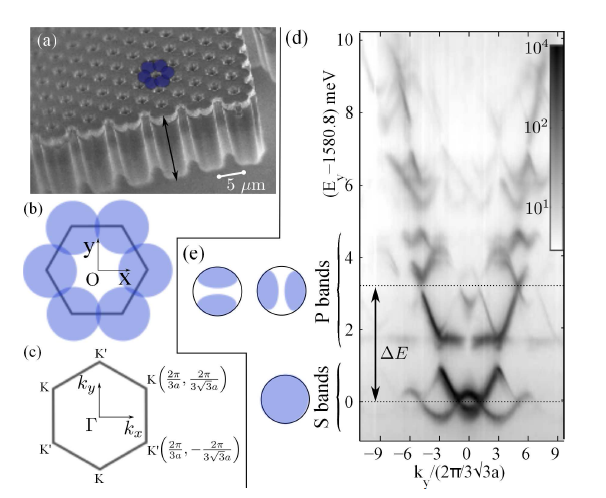 (a)
5 μm
(b)
y
O
X
(c)
K'
K
K(2π/3a, 2π/3√3a)
k_y
Γ
k_x
K'
K'(2π/3a, −2π/3√3a)
K
(d)
(E_y−1580.8) meV
10
8
6
4
2
0
10^4
10^2
10^1
P bands
S bands
ΔE
−9 −6 −3 0 3 6 9
k_y/(2π/3√3a)
(e)